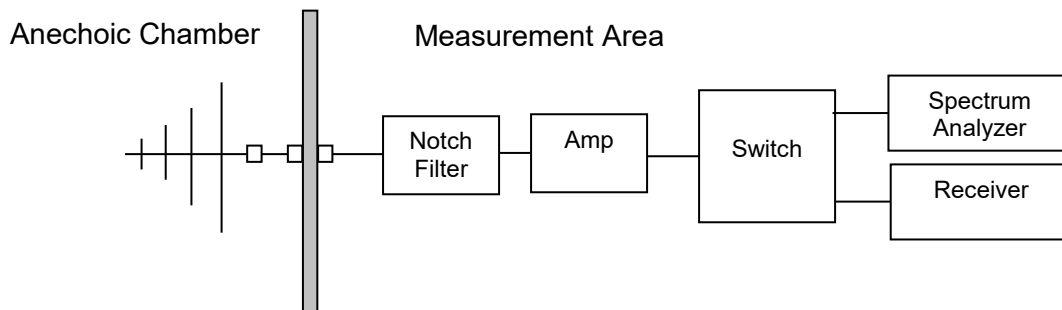 Anechoic Chamber
Measurement Area
Notch
Filter
Amp
Switch
Spectrum
Analyzer
Receiver